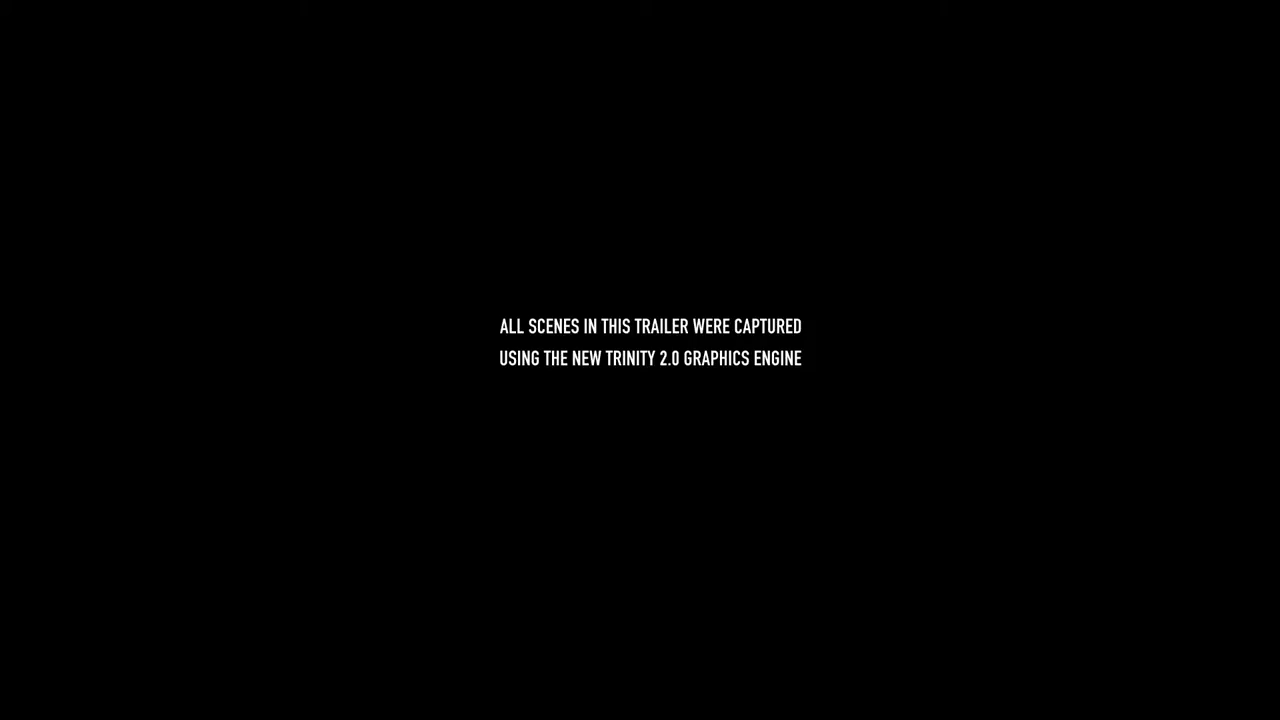 ALL SCENES IN THIS TRAILER WERE CAPTURED
USING THE NEW TRINITY 2.0 GRAPHICS ENGINE